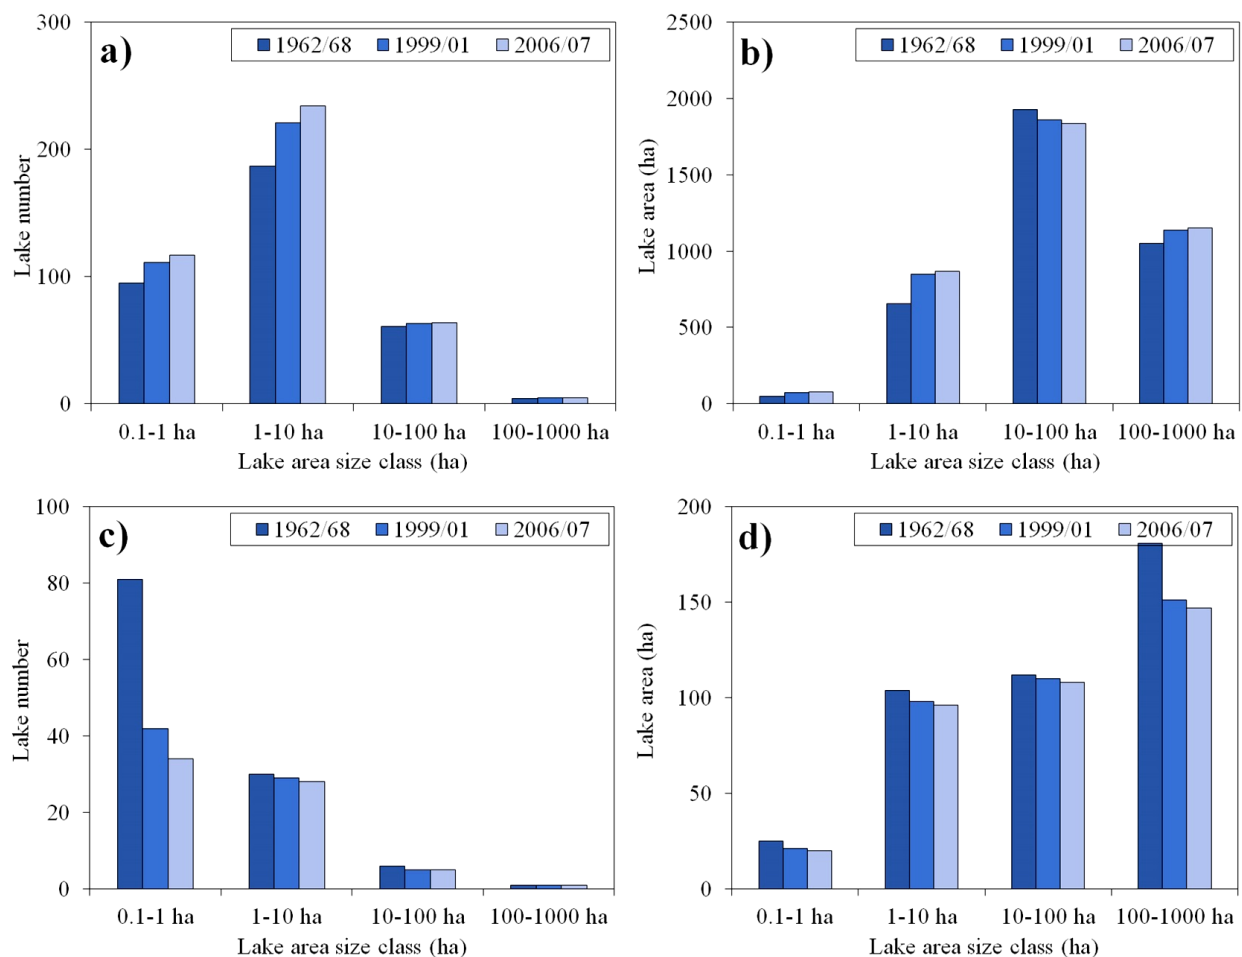 a)
1962/68 1999/01 2006/07
300
200
100
0
Lake number
0.1-1 ha 1-10 ha 10-100 ha 100-1000 ha
Lake area size class (ha)
b)
1962/68 1999/01 2006/07
2500
2000
1500
1000
500
0
Lake area (ha)
0.1-1 ha 1-10 ha 10-100 ha 100-1000 ha
Lake area size class (ha)
c)
1962/68 1999/01 2006/07
100
80
60
40
20
0
Lake number
0.1-1 ha 1-10 ha 10-100 ha 100-1000 ha
Lake area size class (ha)
d)
1962/68 1999/01 2006/07
200
150
100
50
0
Lake area (ha)
0.1-1 ha 1-10 ha 10-100 ha 100-1000 ha
Lake area size class (ha)